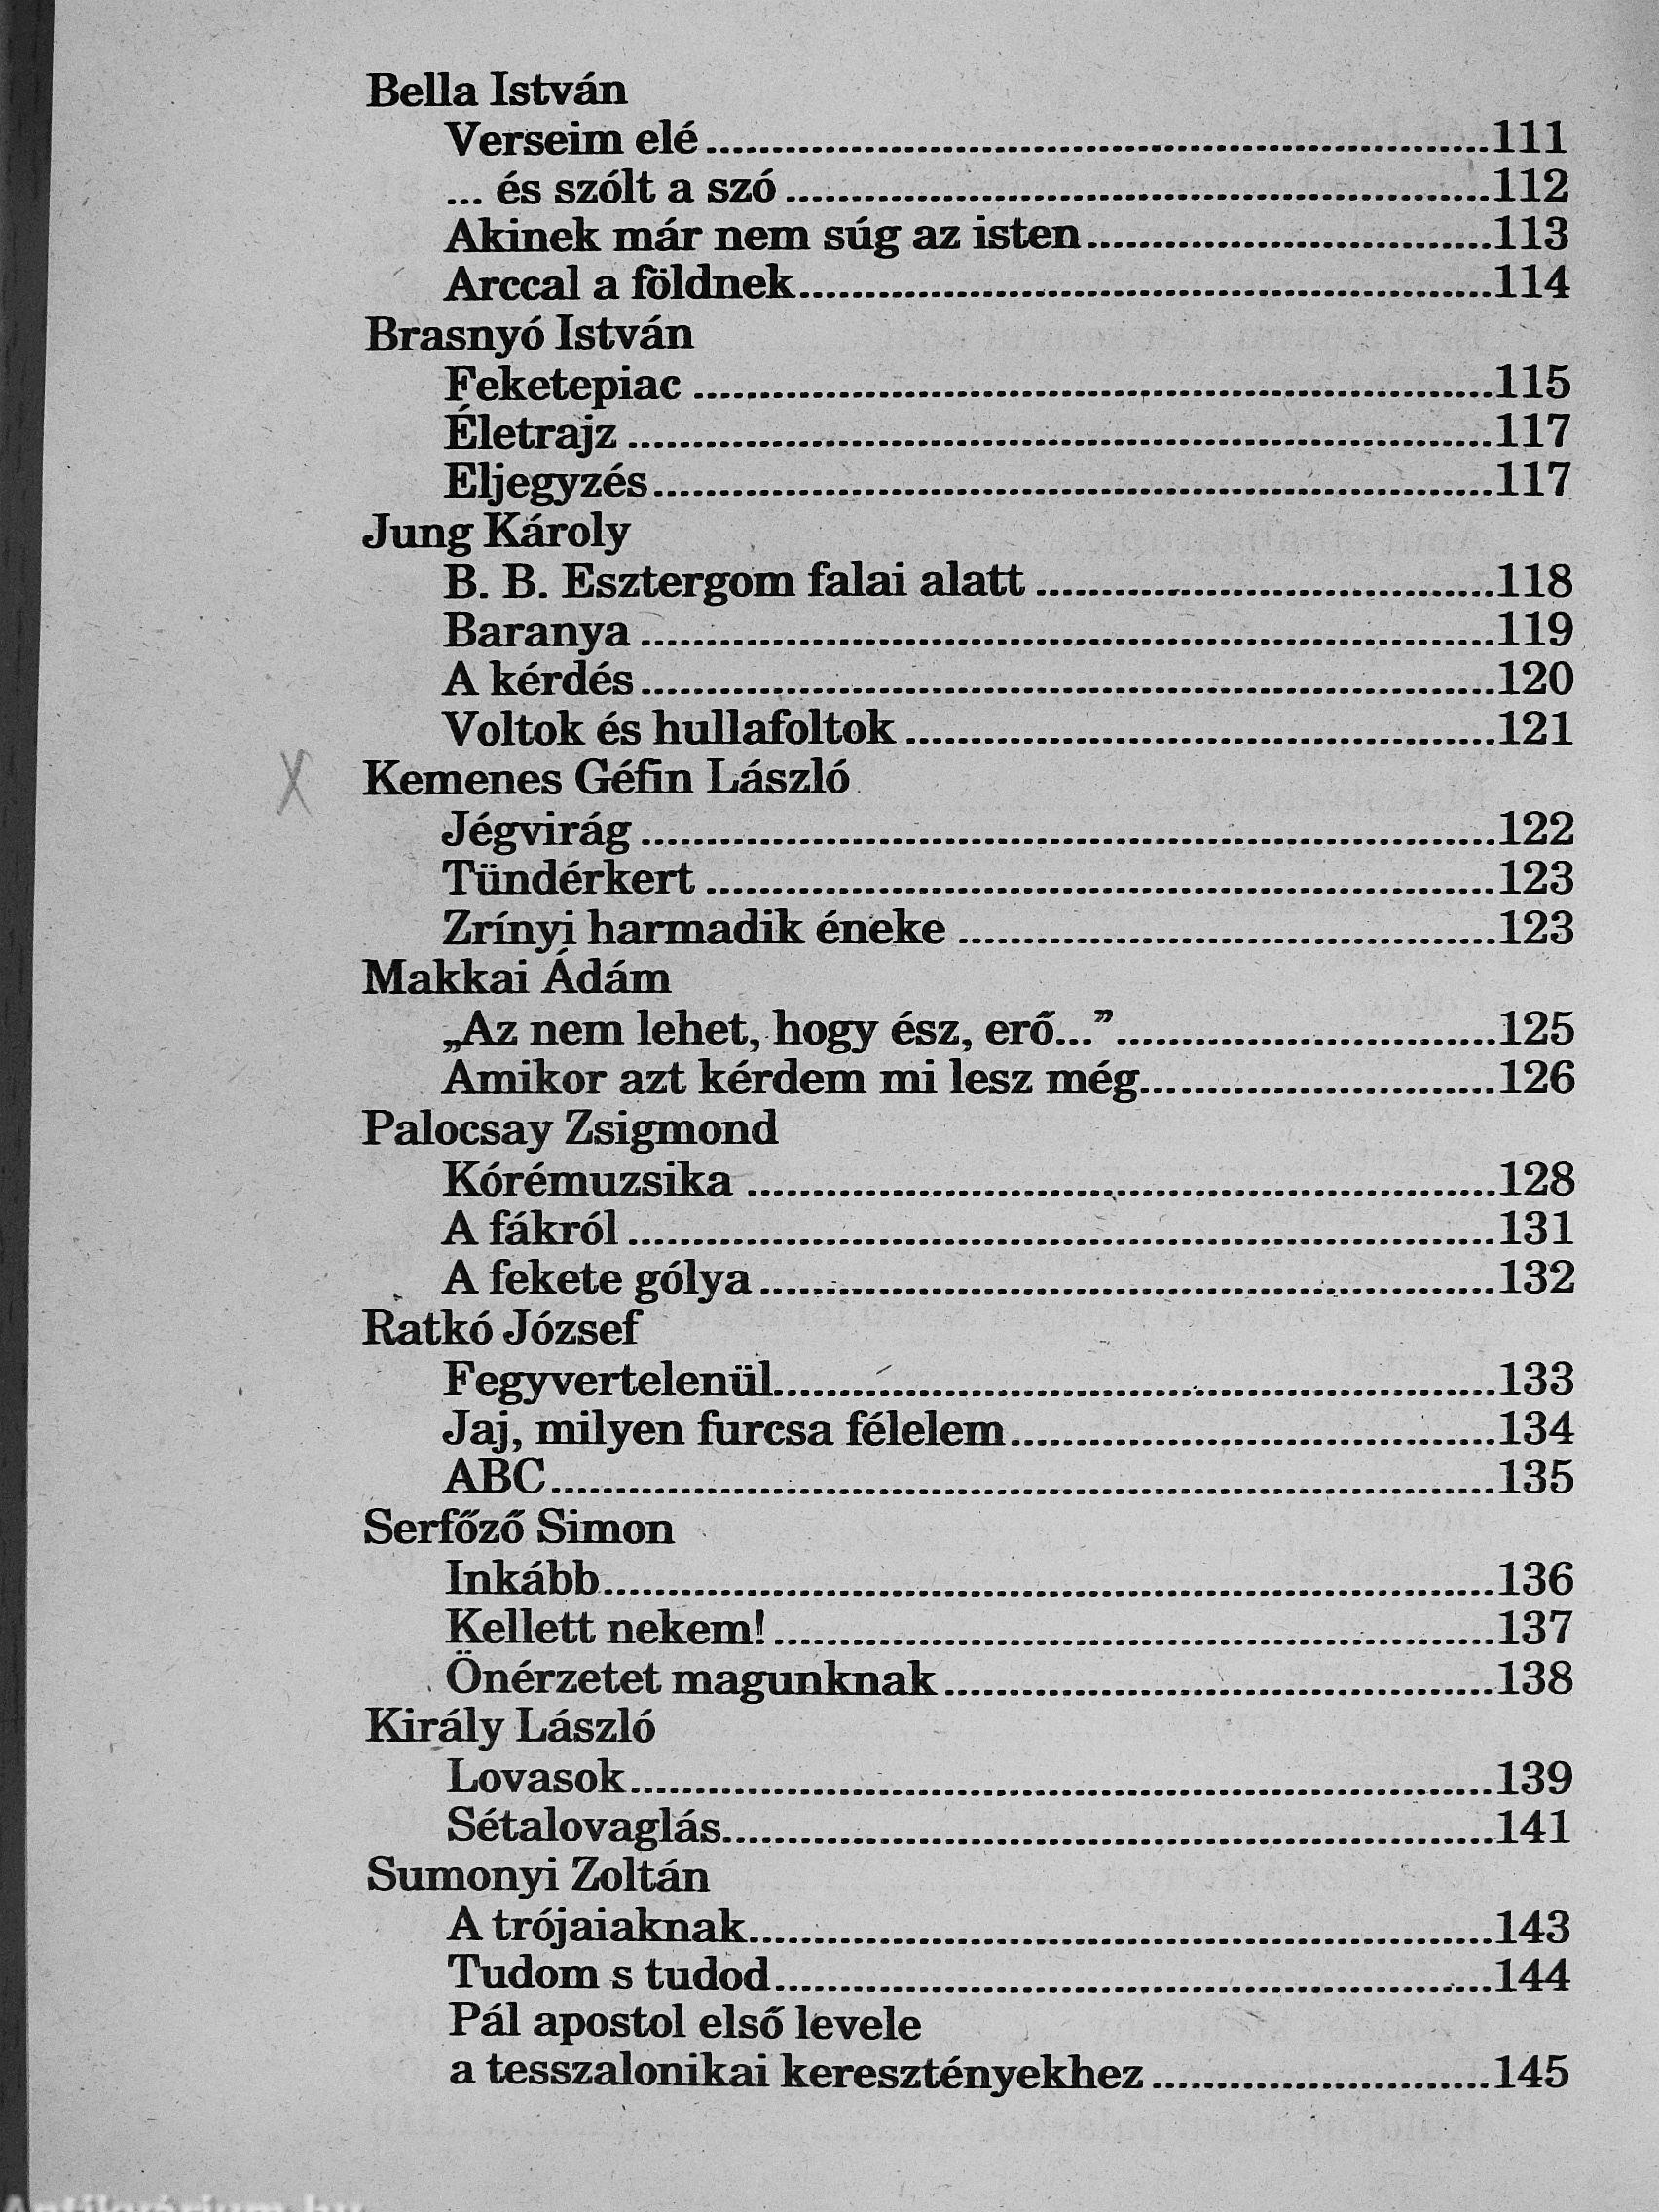 Bella István
Verseim elé ........ 111
... és szólt a szó ........ 112
Akinek már nem súg az isten ........ 113
Arccal a földnek ........ 114
Brasnyó István
Feketepiac ........ 115
Életrajz ........ 117
Eljegyzés ........ 117
Jung Károly
B. B. Esztergom falai alatt ........ 118
Baranya ........ 119
A kérdés ........ 120
Voltok és hullafoltok ........ 121
X Kemenes Géfin László
Jégvirág ........ 122
Tündérkert ........ 123
Zrínyi harmadik éneke ........ 123
Makkai Ádám
„Az nem lehet, hogy ész, erő...” ........ 125
Amikor azt kérdem mi lesz még ........ 126
Palocsay Zsigmond
Kórémuzsika ........ 128
A fákról ........ 131
A fekete gólya ........ 132
Ratkó József
Fegyvertelenül ........ 133
Jaj, milyen furcsa félelem ........ 134
ABC ........ 135
Serfőző Simon
Inkább ........ 136
Kellett nekem! ........ 137
Önérzetet magunknak ........ 138
Király László
Lovasok ........ 139
Sétalovaglás ........ 141
Sumonyi Zoltán
A trójaiaknak ........ 143
Tudom s tudod ........ 144
Pál apostol első levele
a tesszalonikai keresztényekhez ........ 145